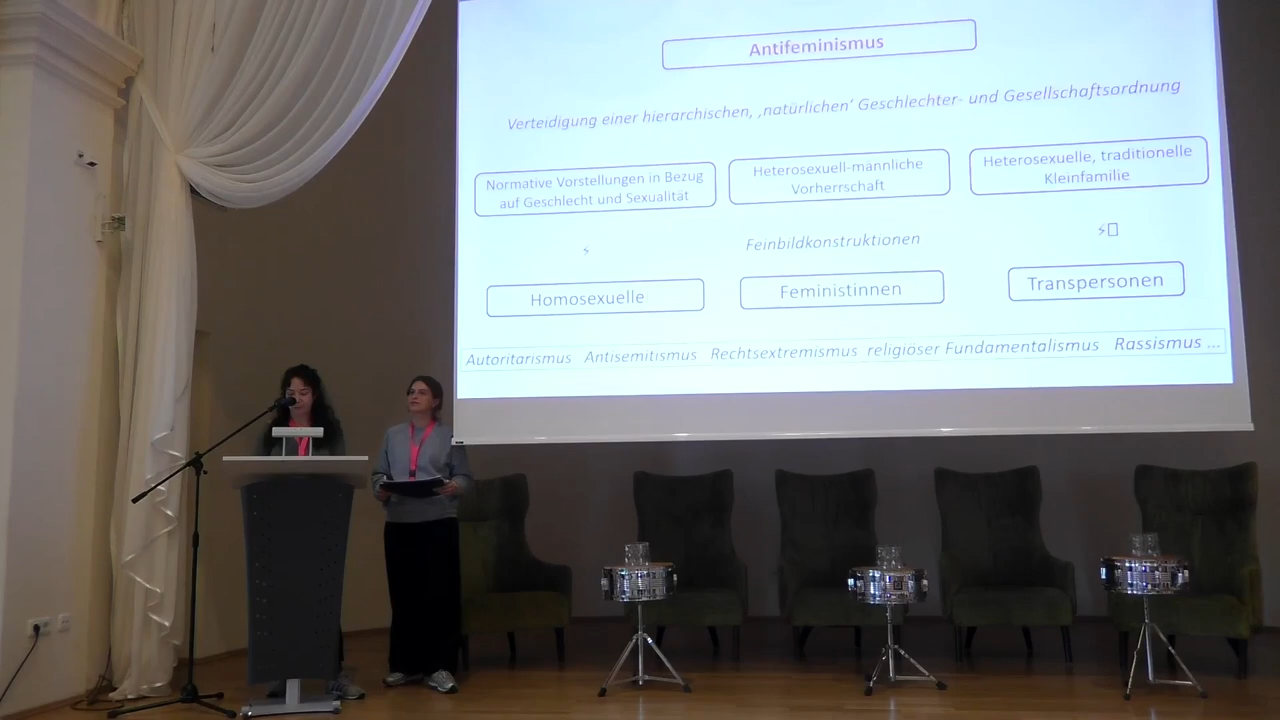 Antifeminismus
Verteidigung einer hierarchischen, ‚natürlichen‘ Geschlechter- und Gesellschaftsordnung
Normative Vorstellungen in Bezug
auf Geschlecht und Sexualität
Heterosexuell-männliche
Vorherrschaft
Heterosexuelle, traditionelle
Kleinfamilie
Feinbildkonstruktionen
Homosexuelle
Feministinnen
Transpersonen
Autoritarismus Antisemitismus Rechtsextremismus religiöser Fundamentalismus Rassismus ...